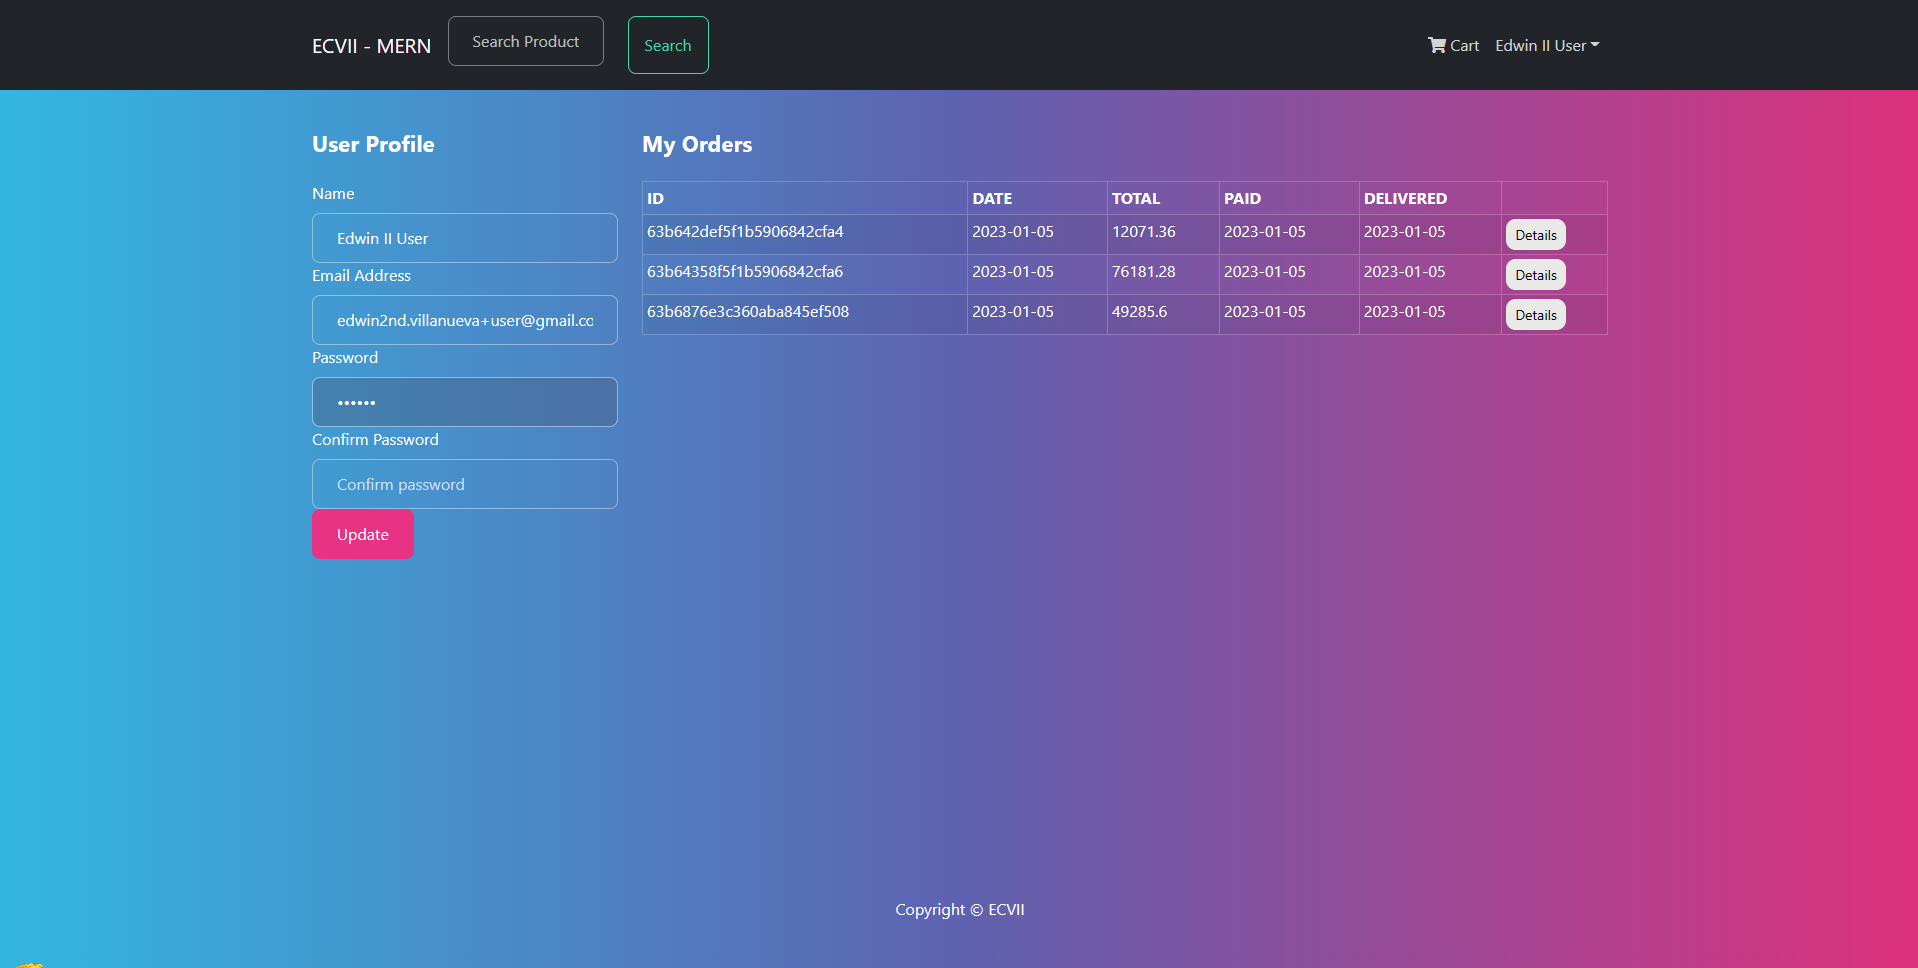 ECVII - MERN Search Product Search Cart Edwin II User
User Profile
Name
Edwin II User
Email Address
edwin2nd.villanueva+user@gmail.co
Password
••••••
Confirm Password
Confirm password
Update
My Orders
ID DATE TOTAL PAID DELIVERED
63b642def5f1b5906842cfa4 2023-01-05 12071.36 2023-01-05 2023-01-05 Details
63b64358f5f1b5906842cfa6 2023-01-05 76181.28 2023-01-05 2023-01-05 Details
63b6876e3c360aba845ef508 2023-01-05 49285.6 2023-01-05 2023-01-05 Details
Copyright © ECVII